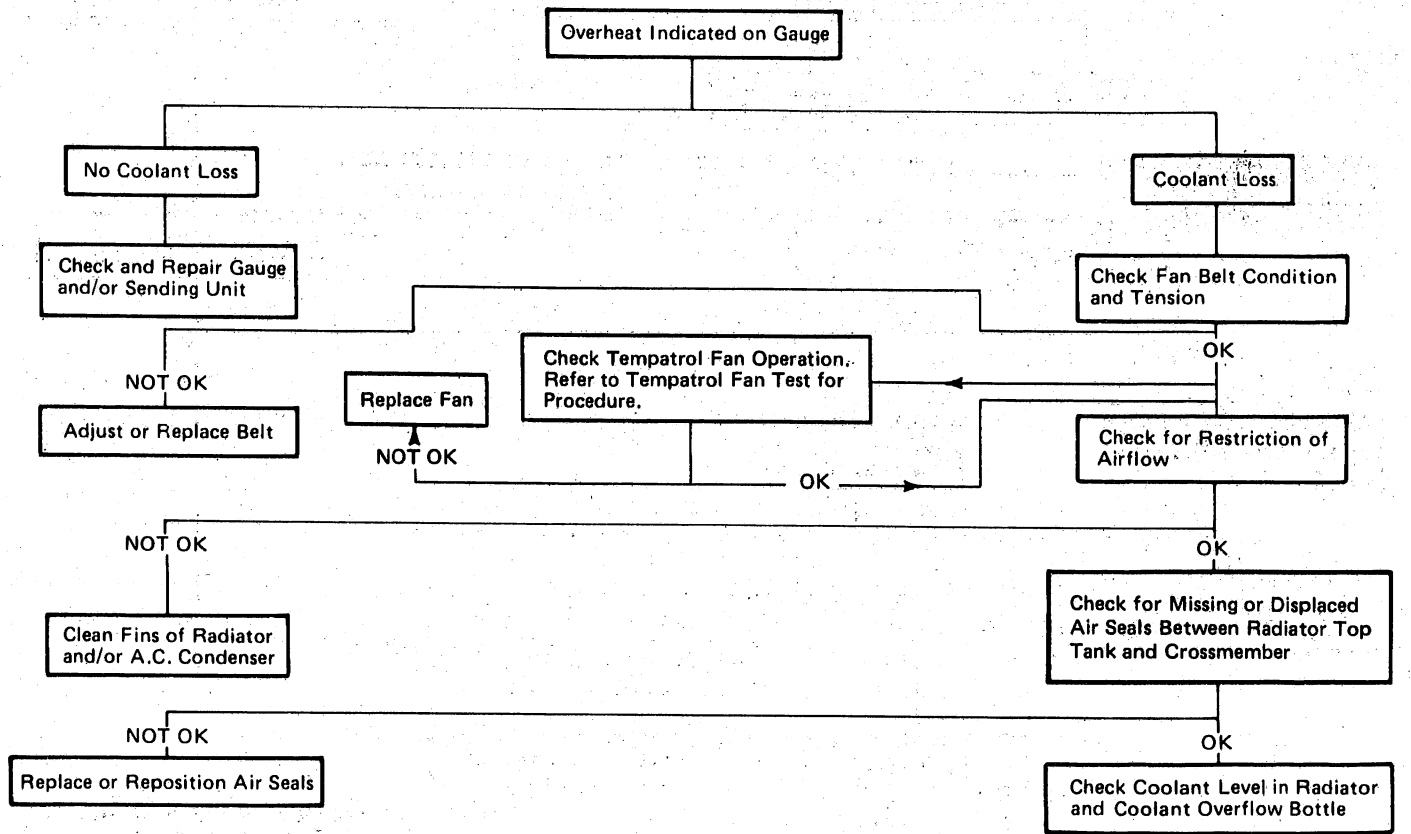 Overheat Indicated on Gauge
No Coolant Loss
Coolant Loss
Check and Repair Gauge
and/or Sending Unit
Check Fan Belt Condition
and Tension
OK
NOT OK
Adjust or Replace Belt
Check Tempatrol Fan Operation.
Refer to Tempatrol Fan Test for
Procedure.
Replace Fan
NOT OK
OK
Check for Restriction of
Airflow
NOT OK
OK
Clean Fins of Radiator
and/or A.C. Condenser
Check for Missing or Displaced
Air Seals Between Radiator Top
Tank and Crossmember
NOT OK
OK
Replace or Reposition Air Seals
Check Coolant Level in Radiator
and Coolant Overflow Bottle